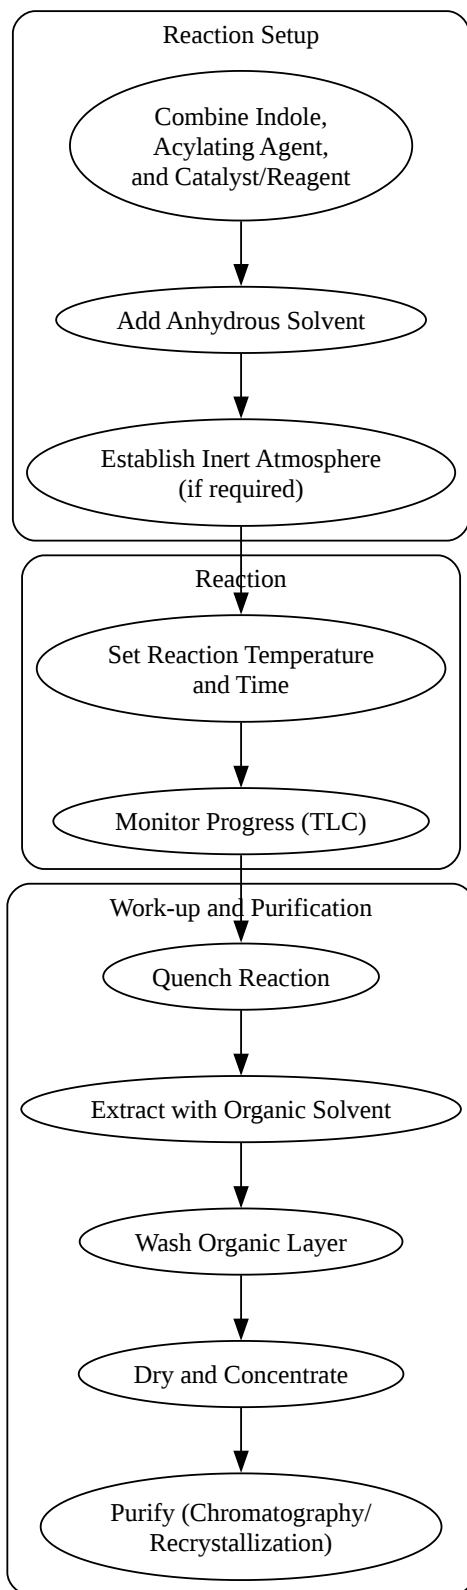 Reaction Setup
Combine Indole,
Acylating Agent,
and Catalyst/Reagent
Add Anhydrous Solvent
Establish Inert Atmosphere
(if required)
Reaction
Set Reaction Temperature
and Time
Monitor Progress (TLC)
Work-up and Purification
Quench Reaction
Extract with Organic Solvent
Wash Organic Layer
Dry and Concentrate
Purify (Chromatography/
Recrystallization)